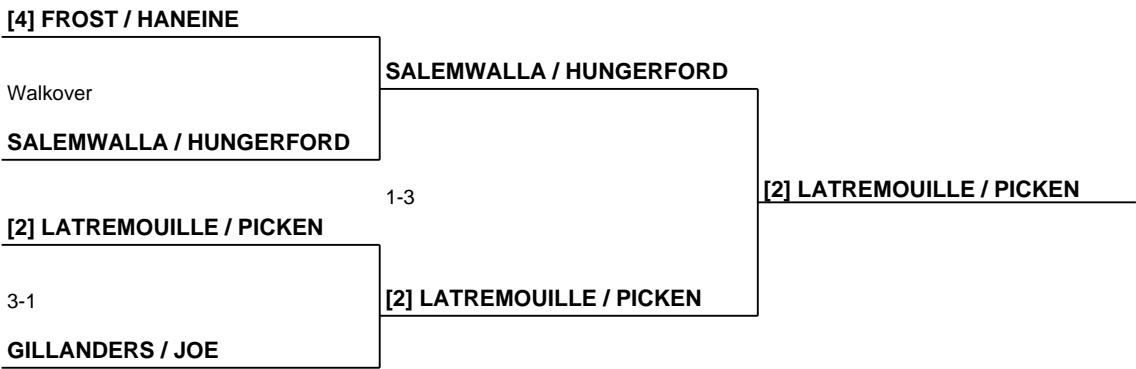 [4] FROST / HANEINE
Walkover
SALEMWALLA / HUNGERFORD
[2] LATREMOUILLE / PICKEN
3-1
GILLANDERS / JOE
SALEMWALLA / HUNGERFORD
1-3
[2] LATREMOUILLE / PICKEN
[2] LATREMOUILLE / PICKEN